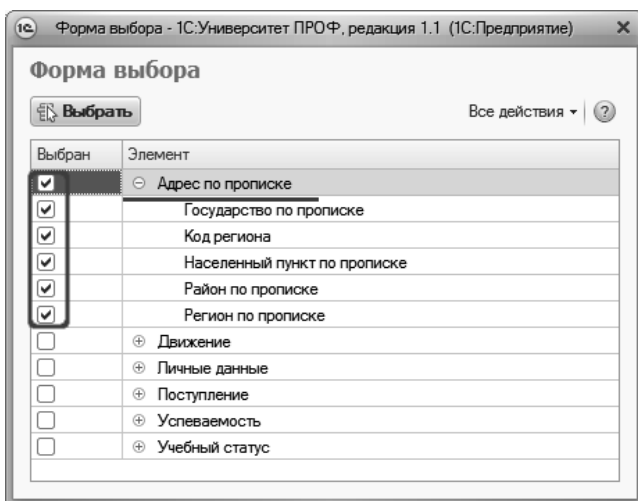 1С Форма выбора - 1С:Университет ПРОФ, редакция 1.1 (1С:Предприятие)
Форма выбора
Выбрать Все действия ?
Выбран Элемент
Адрес по прописке
Государство по прописке
Код региона
Населенный пункт по прописке
Район по прописке
Регион по прописке
Движение
Личные данные
Поступление
Успеваемость
Учебный статус